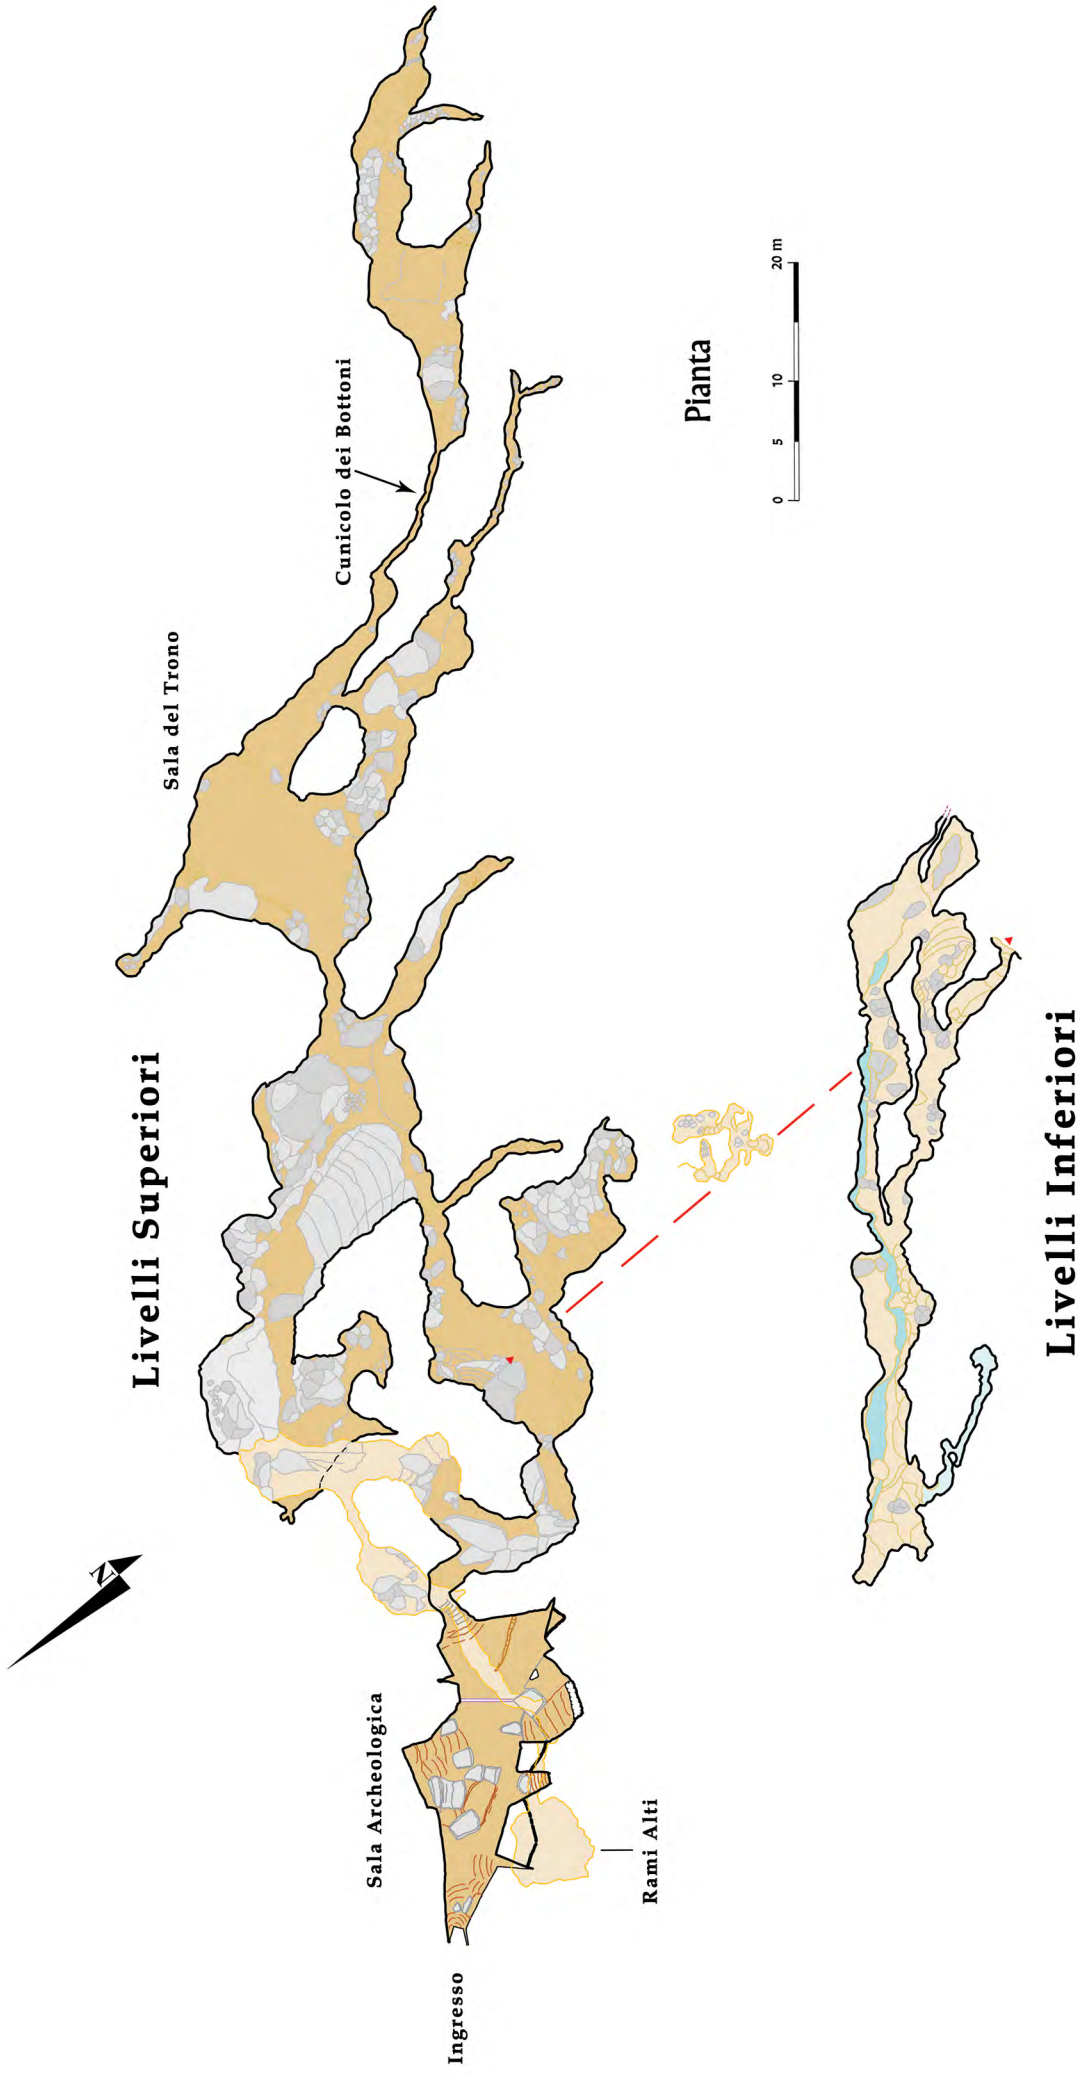 Livelli Superiori
Sala del Trono
Cunicolo dei Bottoni
Sala Archeologica
Ingresso
Rami Alti
N
Pianta
0 5 10 20 m
Livelli Inferiori